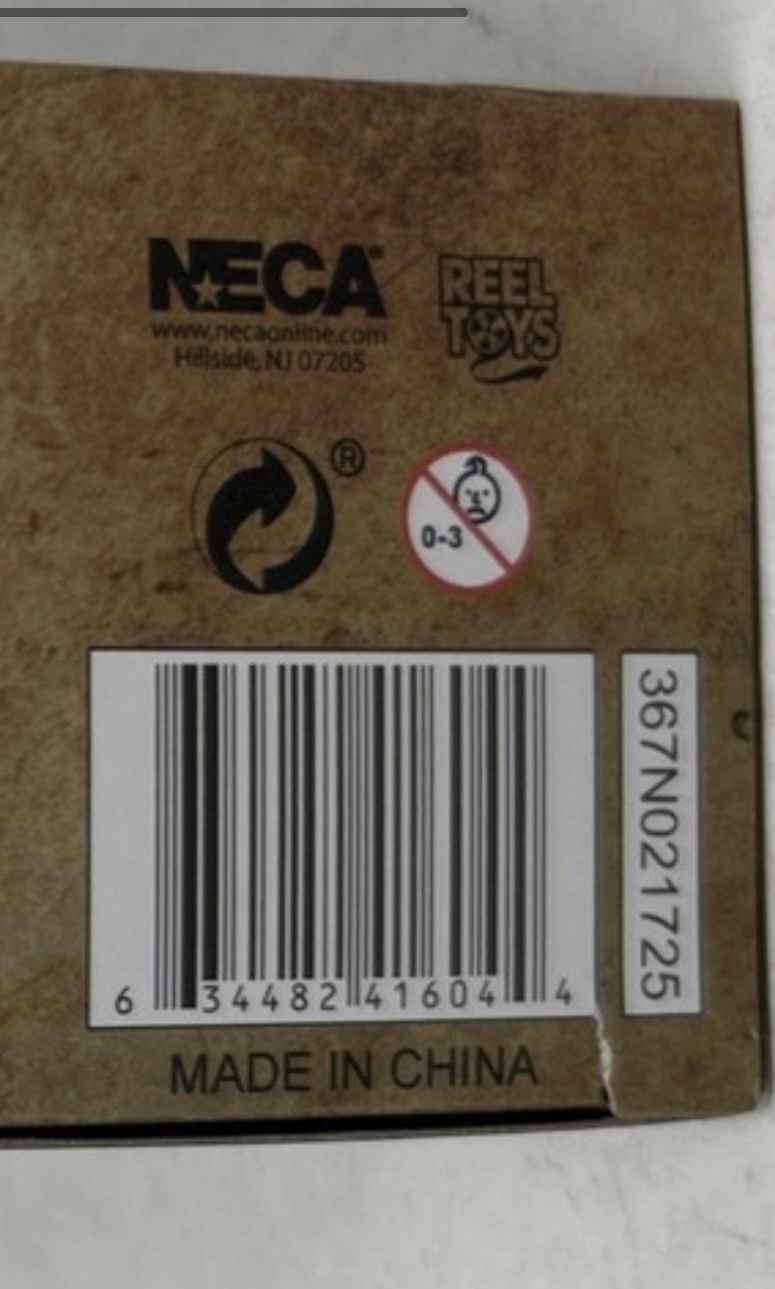 NECA®
www.necaonline.com
Hillside, NJ 07205
REEL
TOYS
®
0-3
6 34482 41604 4
367N021725
MADE IN CHINA